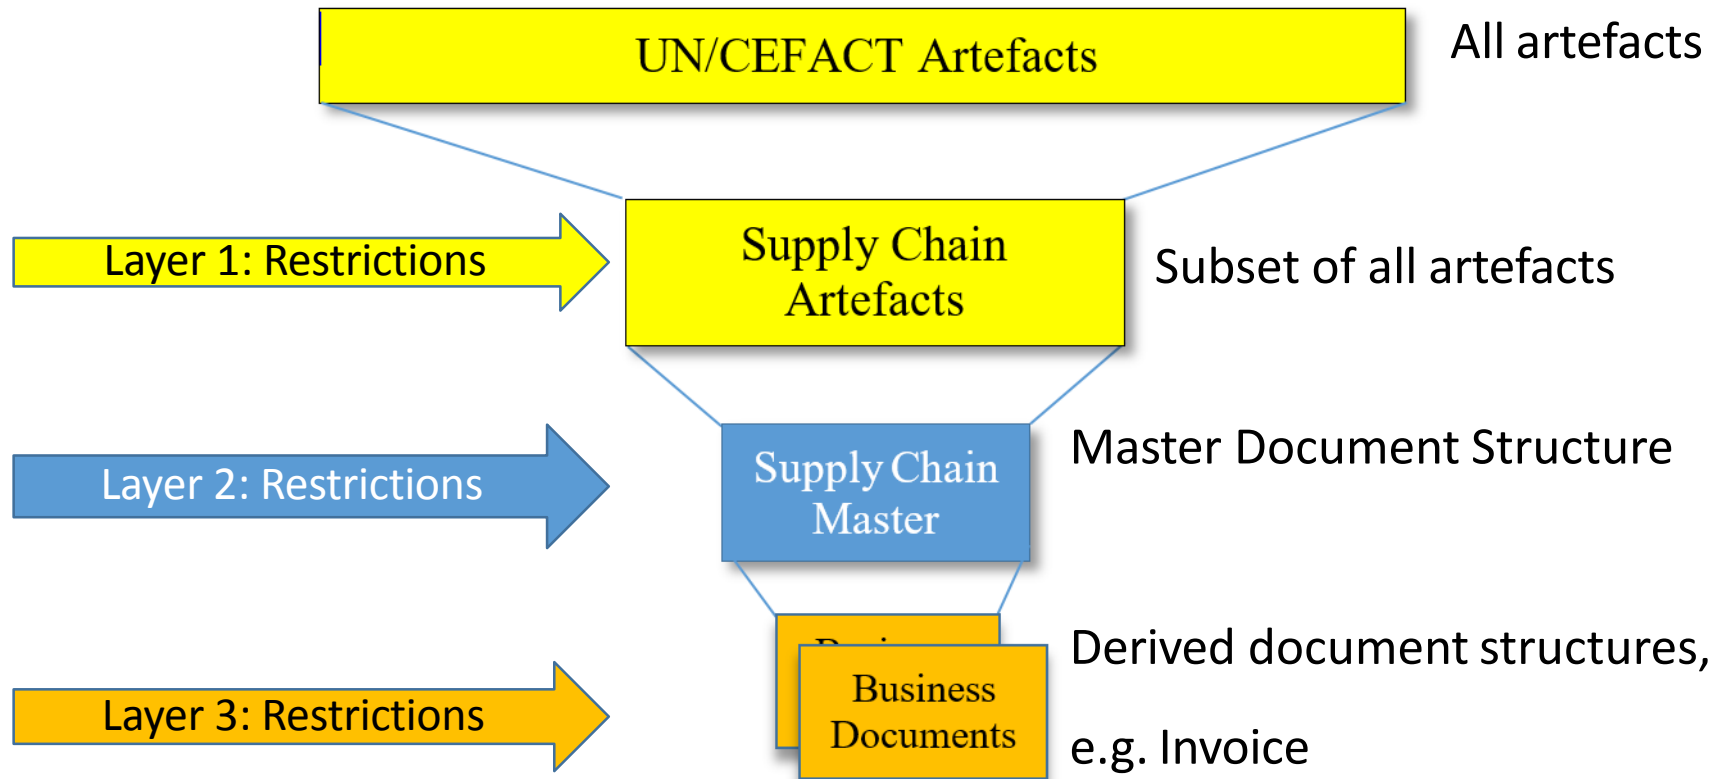 UN/CEFACT Artefacts
All artefacts
Layer 1: Restrictions
Supply Chain
Artefacts
Subset of all artefacts
Layer 2: Restrictions
Supply Chain
Master
Master Document Structure
Layer 3: Restrictions
Business
Documents
Derived document structures,
e.g. Invoice